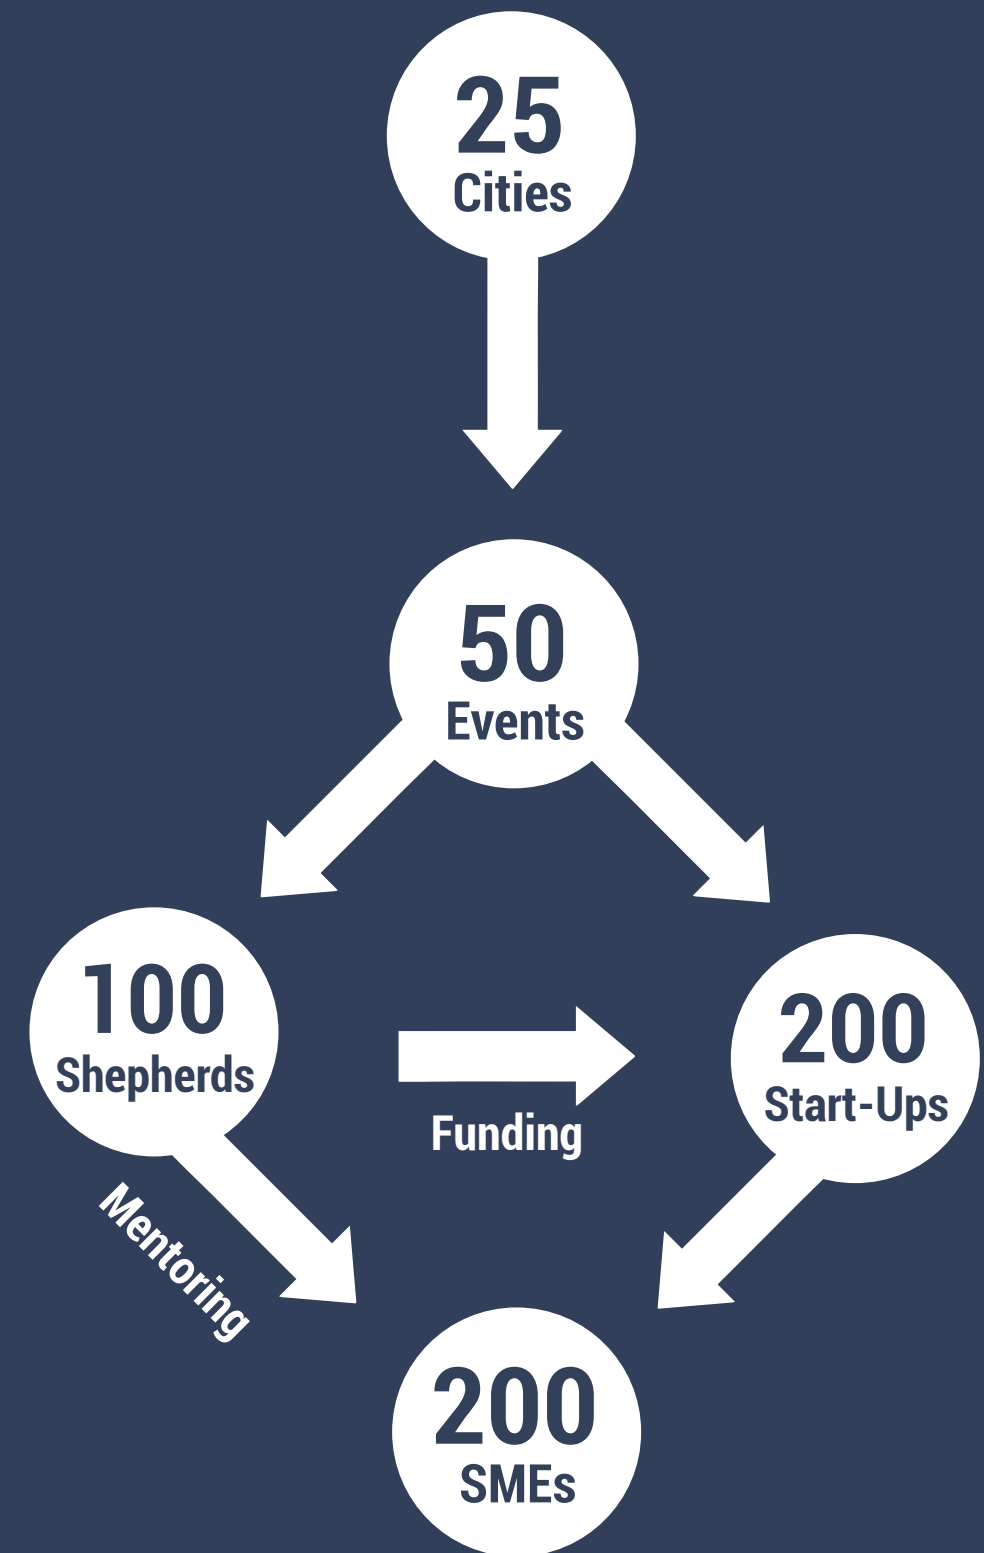 25
Cities
50
Events
100
Shepherds
200
Start-Ups
Funding
Mentoring
200
SMEs